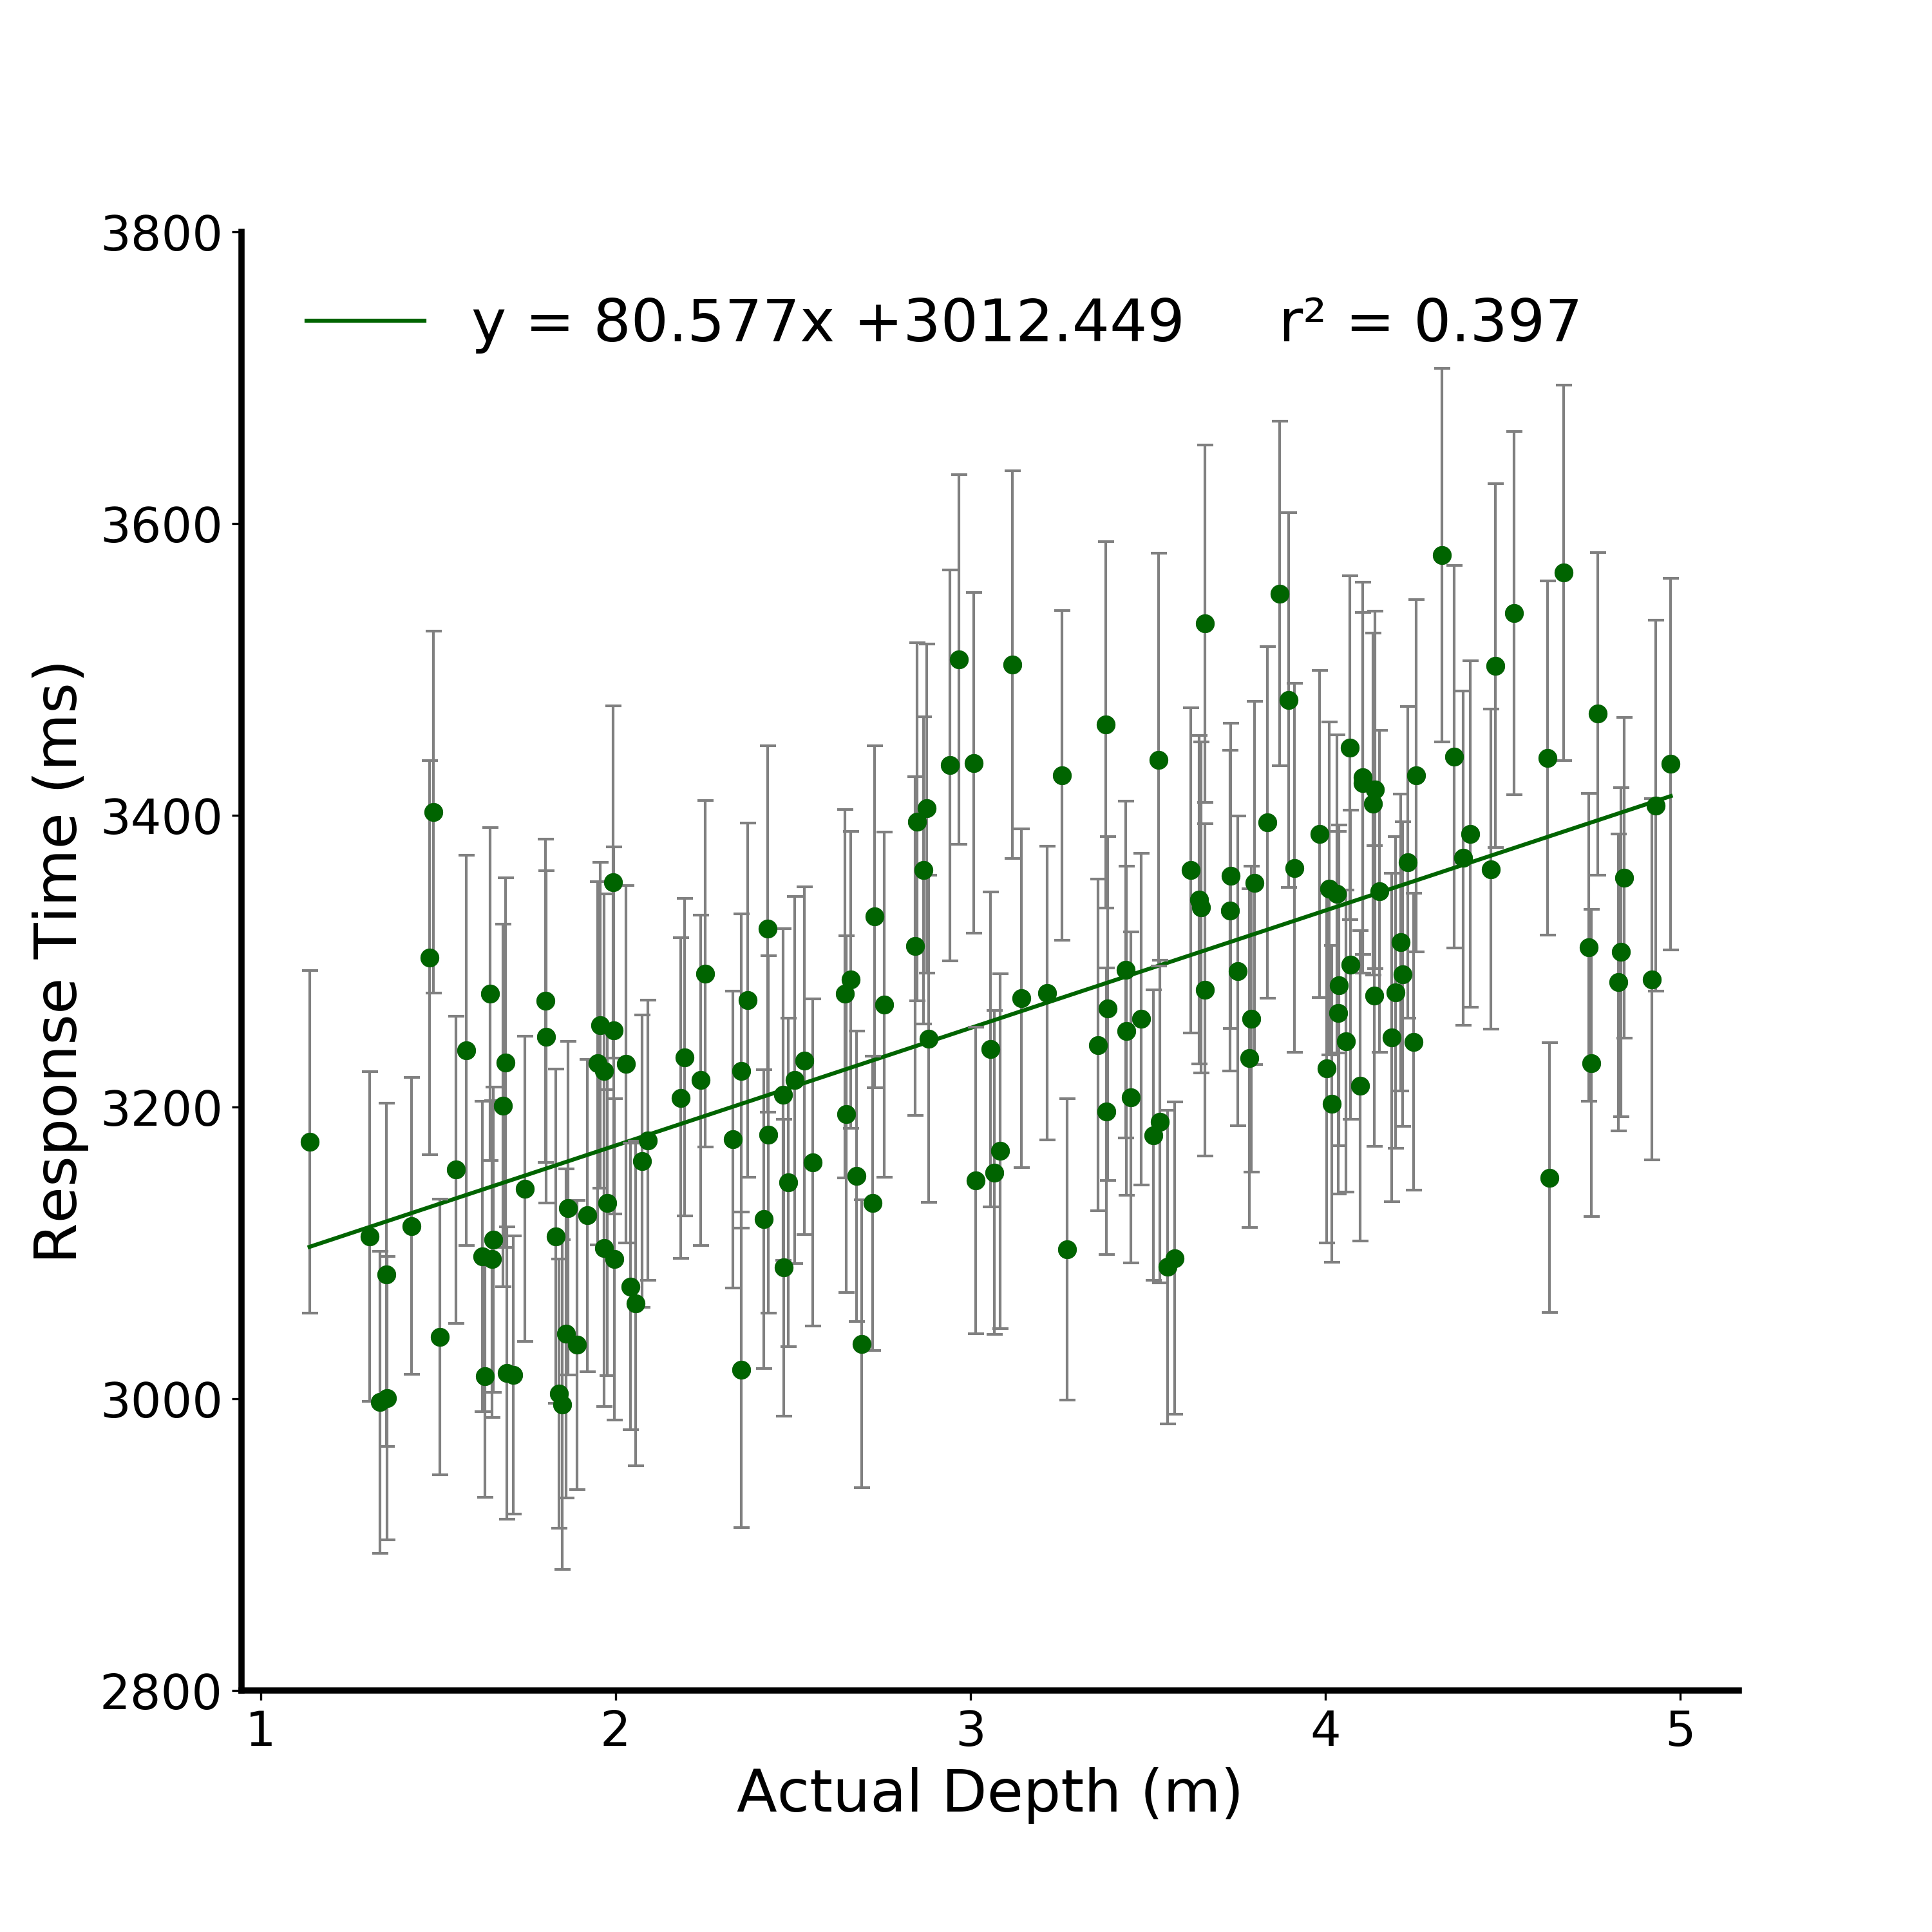 3800
y = 80.577x +3012.449 r² = 0.397
3600
3400
3200
3000
2800
Response Time (ms)
1 2 3 4 5
Actual Depth (m)